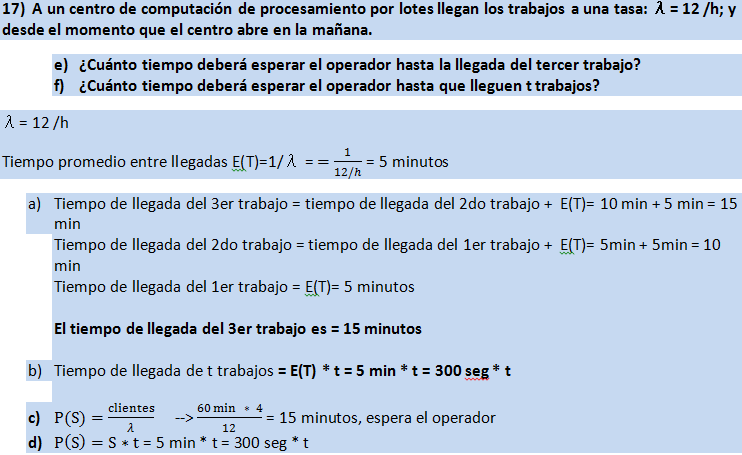 17) A un centro de computación de procesamiento por lotes llegan los trabajos a una tasa: λ = 12 /h; y
desde el momento que el centro abre en la mañana.
e) ¿Cuánto tiempo deberá esperar el operador hasta la llegada del tercer trabajo?
f) ¿Cuánto tiempo deberá esperar el operador hasta que lleguen t trabajos?
λ = 12 /h
Tiempo promedio entre llegadas E(T)=1/ λ = = 1/(12/h) = 5 minutos
a) Tiempo de llegada del 3er trabajo = tiempo de llegada del 2do trabajo + E(T)= 10 min + 5 min = 15
min
Tiempo de llegada del 2do trabajo = tiempo de llegada del 1er trabajo + E(T)= 5min + 5min = 10
min
Tiempo de llegada del 1er trabajo = E(T)= 5 minutos
El tiempo de llegada del 3er trabajo es = 15 minutos
b) Tiempo de llegada de t trabajos = E(T) * t = 5 min * t = 300 seg * t
c) P(S) = clientes/λ --> (60 min * 4)/12 = 15 minutos, espera el operador
d) P(S) = S * t = 5 min * t = 300 seg * t